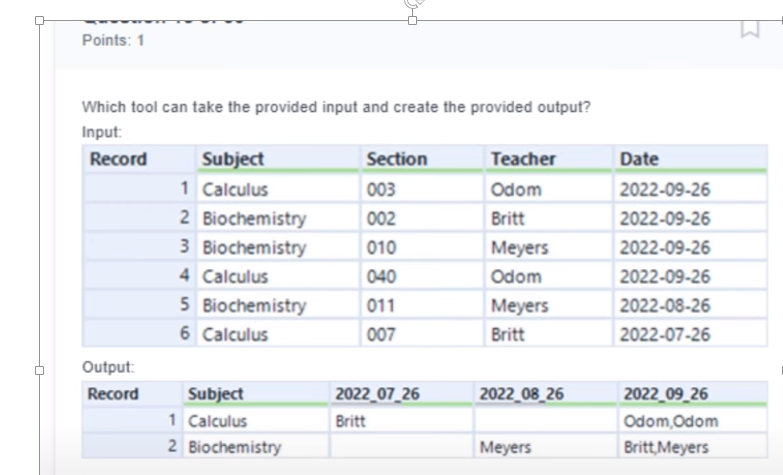 Points: 1
Which tool can take the provided input and create the provided output?
Input:
Record Subject Section Teacher Date
1 Calculus 003 Odom 2022-09-26
2 Biochemistry 002 Britt 2022-09-26
3 Biochemistry 010 Meyers 2022-09-26
4 Calculus 040 Odom 2022-09-26
5 Biochemistry 011 Meyers 2022-08-26
6 Calculus 007 Britt 2022-07-26
Output:
Record Subject 2022_07_26 2022_08_26 2022_09_26
1 Calculus Britt Odom,Odom
2 Biochemistry Meyers Britt,Meyers